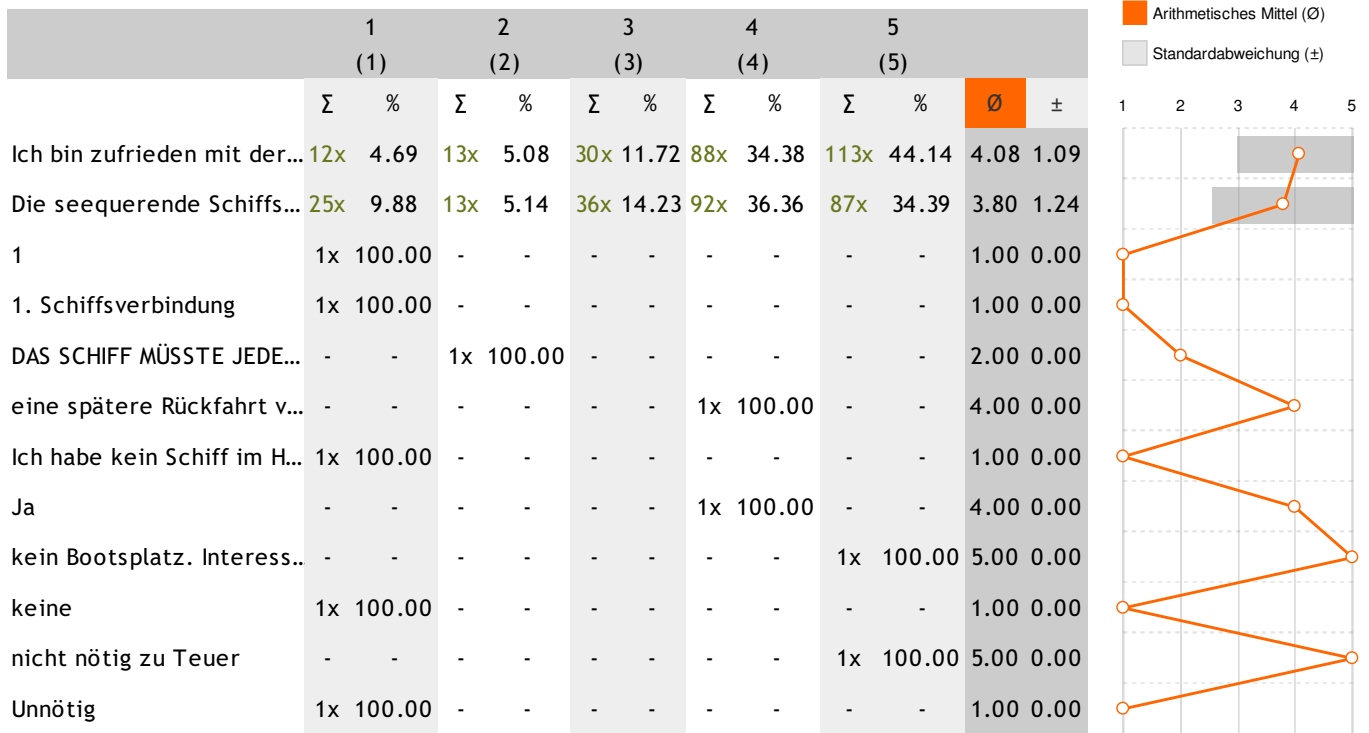 Arithmetisches Mittel (Ø)
Standardabweichung (±)
1 2 3 4 5
(1) (2) (3) (4) (5)
Σ % Σ % Σ % Σ % Σ % Ø ± 1 2 3 4 5
Ich bin zufrieden mit der... 12x 4.69 13x 5.08 30x 11.72 88x 34.38 113x 44.14 4.08 1.09
Die seequerende Schiffs... 25x 9.88 13x 5.14 36x 14.23 92x 36.36 87x 34.39 3.80 1.24
1 1x 100.00 - - - - - - - - 1.00 0.00
1. Schiffsverbindung 1x 100.00 - - - - - - - - 1.00 0.00
DAS SCHIFF MÜSSTE JEDE... - - 1x 100.00 - - - - - - 2.00 0.00
eine spätere Rückfahrt v... - - - - - - 1x 100.00 - - 4.00 0.00
Ich habe kein Schiff im H... 1x 100.00 - - - - - - - - 1.00 0.00
Ja - - - - - - 1x 100.00 - - 4.00 0.00
kein Bootsplatz. Interess... - - - - - - - - 1x 100.00 5.00 0.00
keine 1x 100.00 - - - - - - - - 1.00 0.00
nicht nötig zu Teuer - - - - - - - - 1x 100.00 5.00 0.00
Unnötig 1x 100.00 - - - - - - - - 1.00 0.00